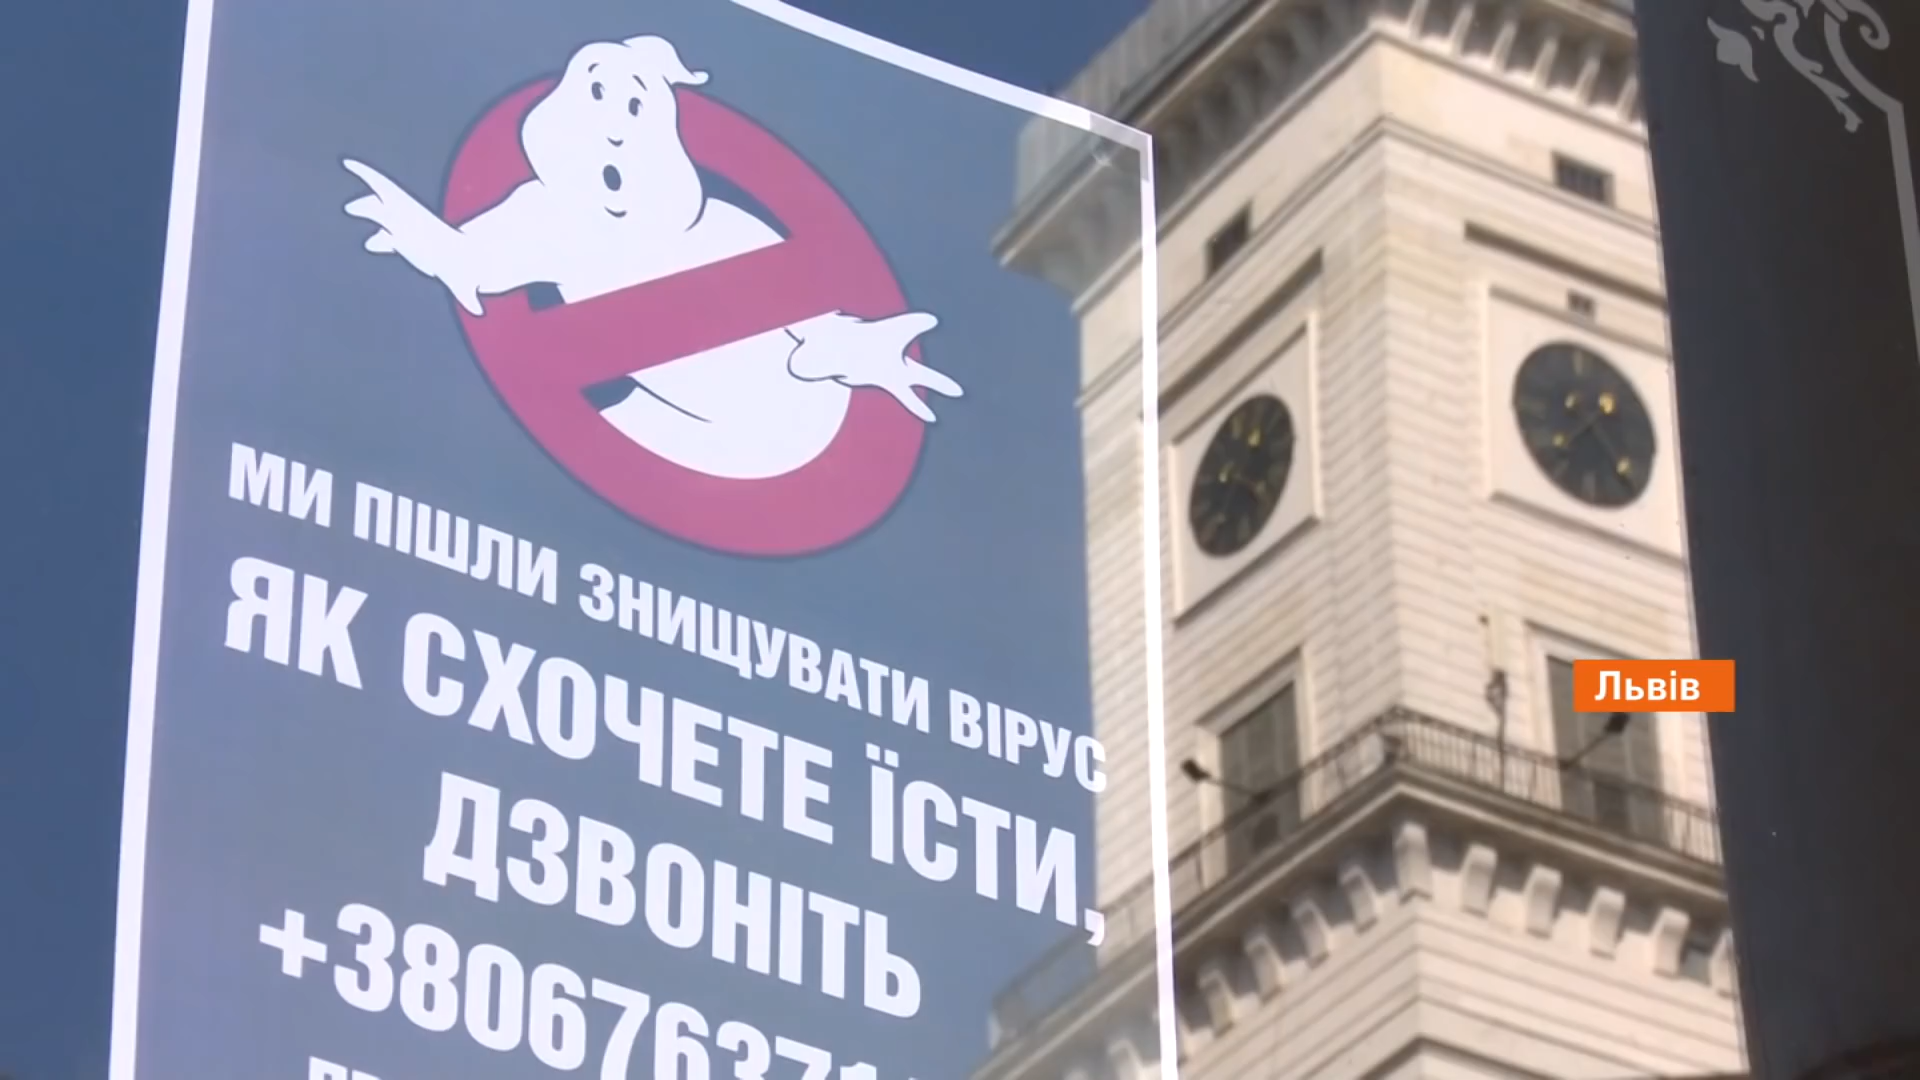 МИ ПІШЛИ ЗНИЩУВАТИ ВІРУС
ЯК СХОЧЕТЕ ЇСТИ,
ДЗВОНІТЬ
Львів